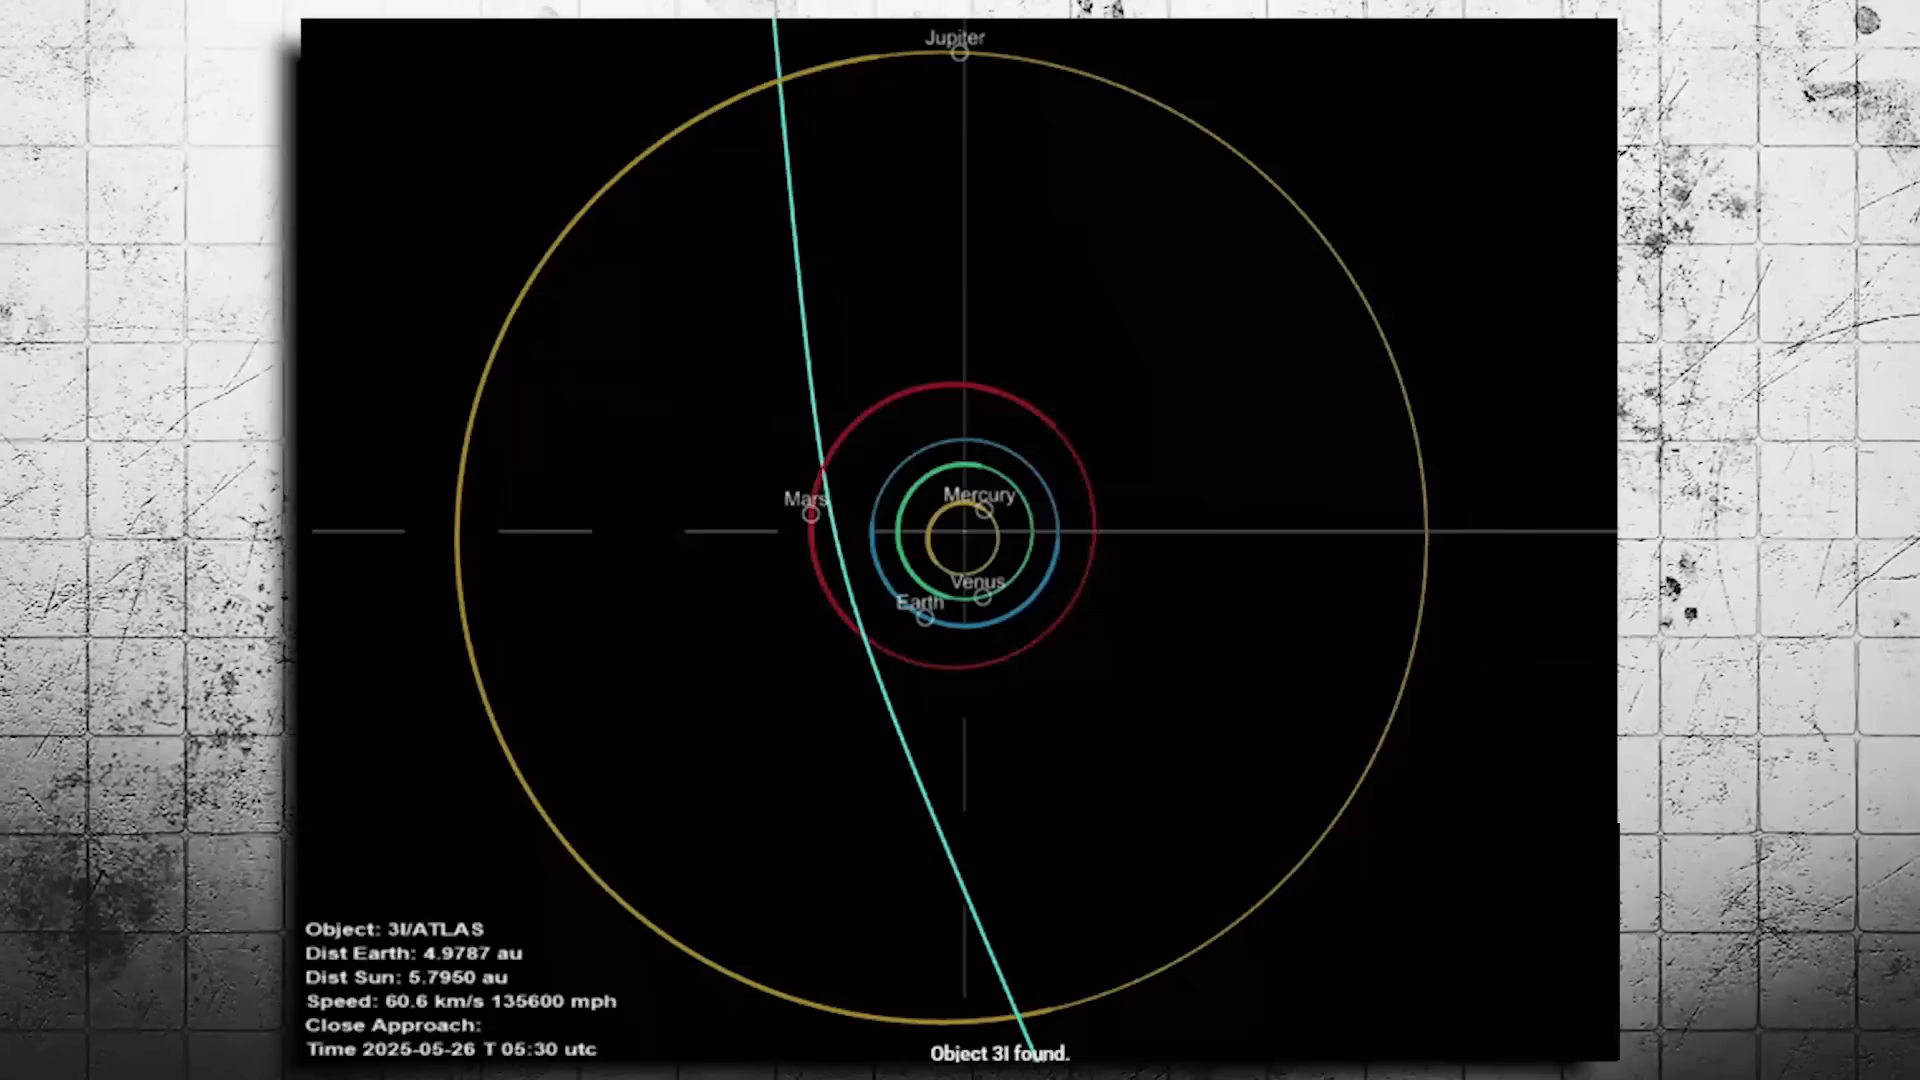 Jupiter
Mars
Mercury
Venus
Earth
Object: 3I/ATLAS
Dist Earth: 4.9787 au
Dist Sun: 5.7950 au
Speed: 60.6 km/s 135600 mph
Close Approach:
Time 2025-05-26 T 05:30 utc
Object 3I found.